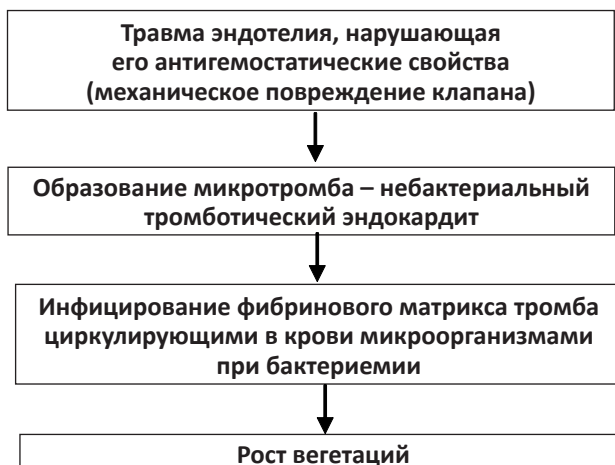 Травма эндотелия, нарушающая
его антигемостатические свойства
(механическое повреждение клапана)
Образование микротромба – небактериальный
тромботический эндокардит
Инфицирование фибринового матрикса тромба
циркулирующими в крови микроорганизмами
при бактериемии
Рост вегетаций